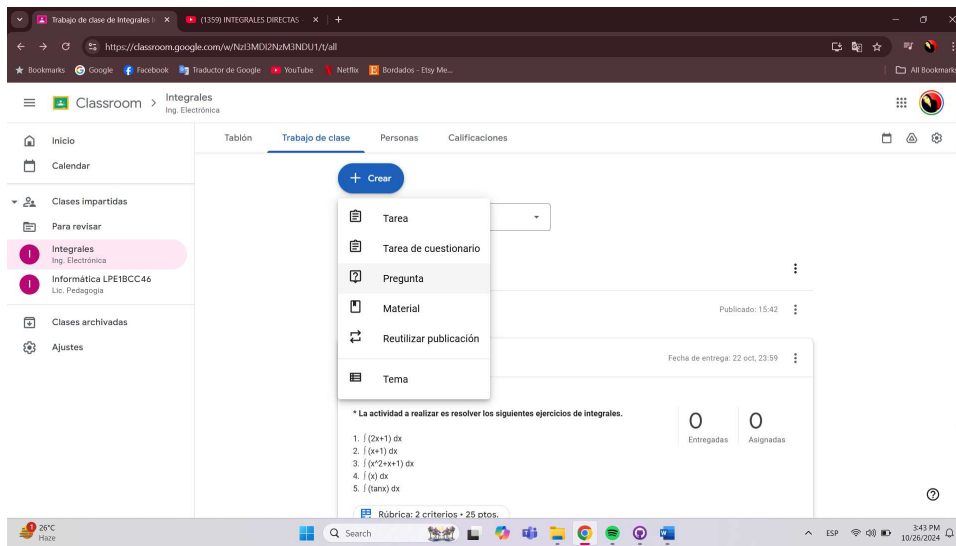 Trabajo de clase de Integrales I
(1359) INTEGRALES DIRECTAS -
https://classroom.google.com/w/NzI3MDI2NzM3NDU1/t/all
Bookmarks Google Facebook Traductor de Google YouTube Netflix Bordados - Etsy Me... All Bookmarks
Classroom > Integrales
Ing. Electrónica
Inicio
Calendar
Clases impartidas
Para revisar
I Integrales
Ing. Electrónica
I Informática LPE1BCC46
Lic. Pedagogia
Clases archivadas
Ajustes
Tablón Trabajo de clase Personas Calificaciones
+ Crear
Tarea
Tarea de cuestionario
Pregunta
Material
Reutilizar publicación
Tema
Publicado: 15:42
Fecha de entrega: 22 oct, 23:59
* La actividad a realizar es resolver los siguientes ejercicios de integrales.
1. ∫ (2x+1) dx
2. ∫ (x+1) dx
3. ∫ (x^2+x+1) dx
4. ∫ (x) dx
5. ∫ (tanx) dx
0 0
Entregadas Asignadas
Rúbrica: 2 criterios • 25 ptos.
1 26°C
Haze
Search
ESP
3:43 PM
10/26/2024